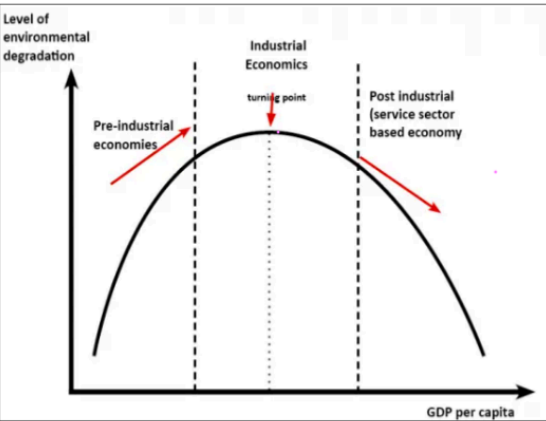 Level of
environmental
degradation
Industrial
Economics
turning point
Pre-industrial
economies
Post industrial
(service sector
based economy
GDP per capita